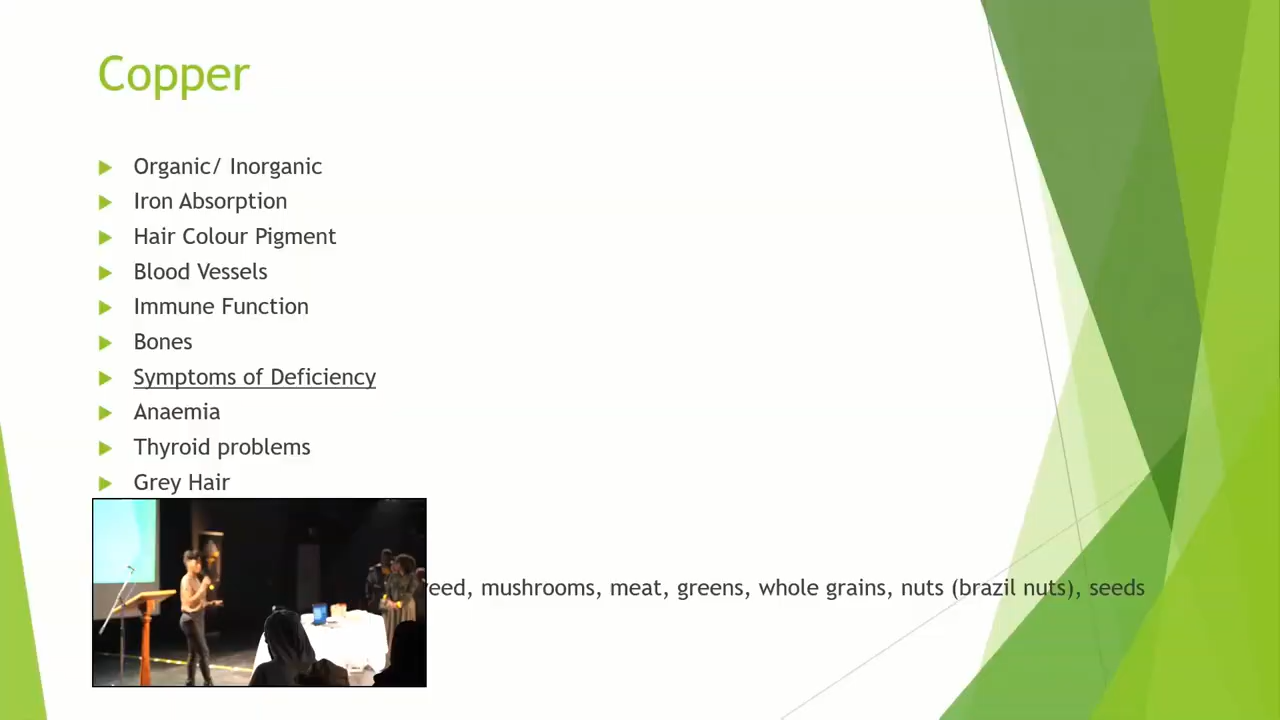 Copper
Organic/ Inorganic
Iron Absorption
Hair Colour Pigment
Blood Vessels
Immune Function
Bones
Symptoms of Deficiency
Anaemia
Thyroid problems
Grey Hair
mushrooms, meat, greens, whole grains, nuts (brazil nuts), seeds